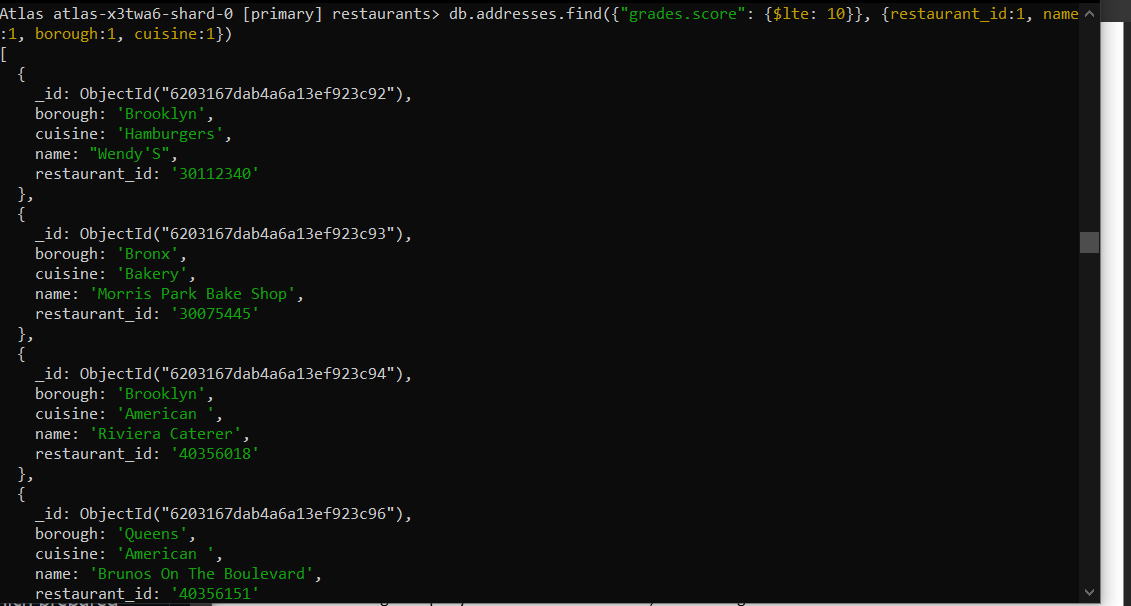 Atlas atlas-x3twa6-shard-0 [primary] restaurants> db.addresses.find({"grades.score": {$lte: 10}}, {restaurant_id:1, name
:1, borough:1, cuisine:1})
[
  {
    _id: ObjectId("6203167dab4a6a13ef923c92"),
    borough: 'Brooklyn',
    cuisine: 'Hamburgers',
    name: "Wendy'S",
    restaurant_id: '30112340'
  },
  {
    _id: ObjectId("6203167dab4a6a13ef923c93"),
    borough: 'Bronx',
    cuisine: 'Bakery',
    name: 'Morris Park Bake Shop',
    restaurant_id: '30075445'
  },
  {
    _id: ObjectId("6203167dab4a6a13ef923c94"),
    borough: 'Brooklyn',
    cuisine: 'American ',
    name: 'Riviera Caterer',
    restaurant_id: '40356018'
  },
  {
    _id: ObjectId("6203167dab4a6a13ef923c96"),
    borough: 'Queens',
    cuisine: 'American ',
    name: 'Brunos On The Boulevard',
    restaurant_id: '40356151'